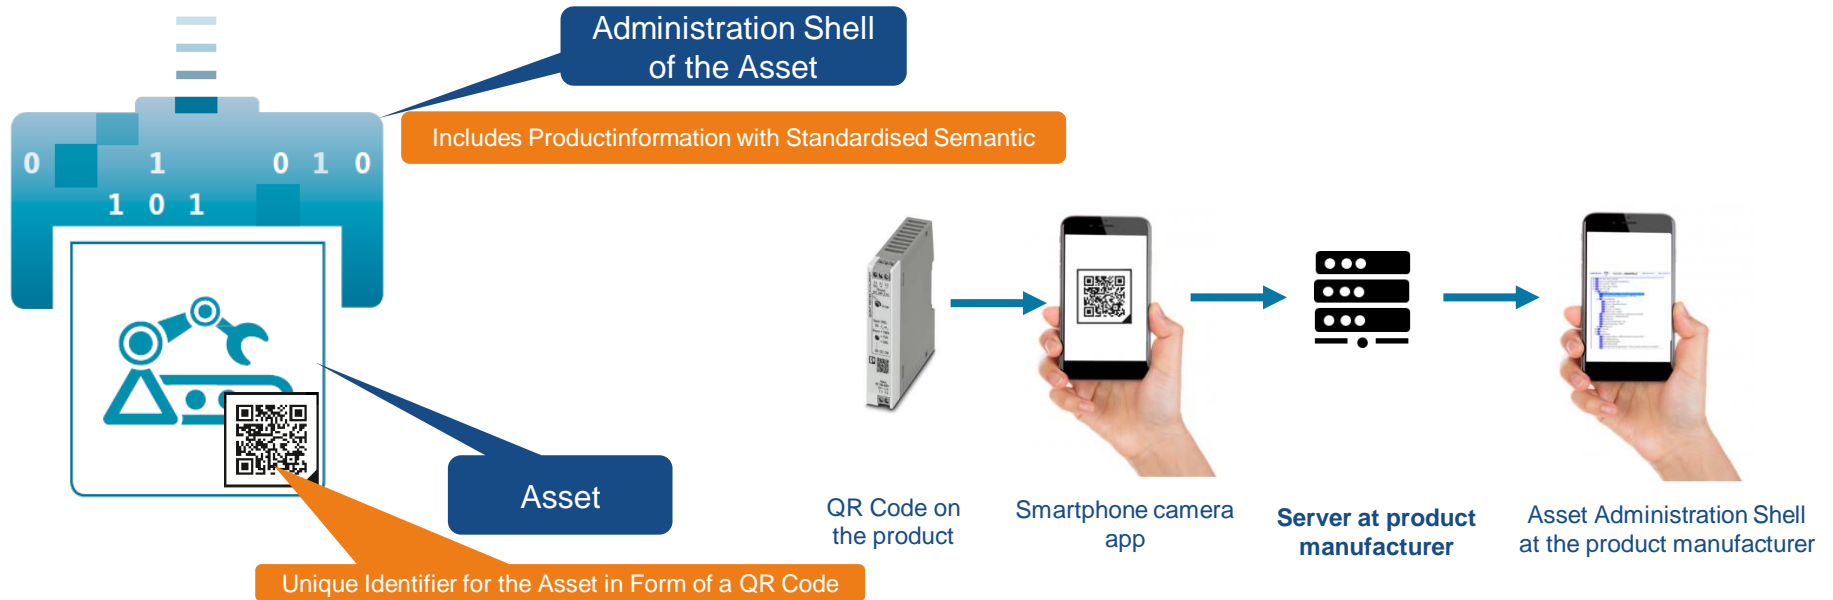 Administration Shell
of the Asset
Includes Productinformation with Standardised Semantic
0 1 0 1 0
1 0 1
Asset
Unique Identifier for the Asset in Form of a QR Code
QR Code on
the product
Smartphone camera
app
Server at product
manufacturer
Asset Administration Shell
at the product manufacturer